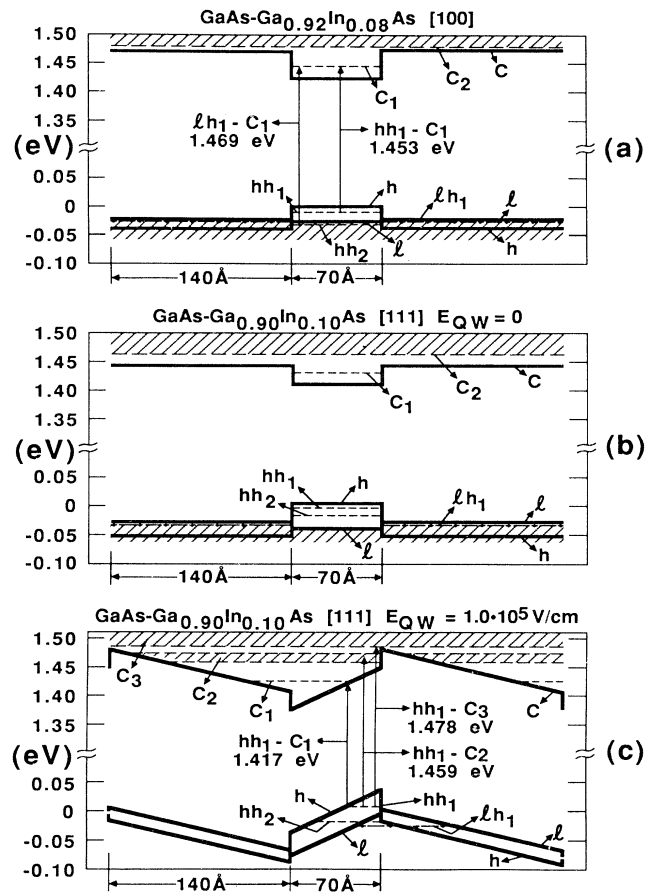 GaAs-Ga0.92In0.08As [100]
1.50
1.45
1.40
1.35
(eV)
0.05
0
-0.05
-0.10
C1
C2
C
ℓh1 - C1
1.469 eV
hh1 - C1
1.453 eV
hh1
h
ℓh1
ℓ
hh2
ℓ
h
(a)
140Å
70Å
GaAs-Ga0.90In0.10As [111] EQW = 0
1.50
1.45
1.40
1.35
(eV)
0.05
0
-0.05
-0.10
C1
C2
C
hh1
hh2
h
ℓ
ℓh1
ℓ
h
(b)
140Å
70Å
GaAs-Ga0.90In0.10As [111] EQW = 1.0•10⁵ V/cm
1.50
1.45
1.40
1.35
(eV)
0.05
0
-0.05
-0.10
C3
C2
C1
C
hh1 - C3
1.478 eV
hh1 - C1
1.417 eV
hh1 - C2
1.459 eV
h
hh2
ℓ
hh1
ℓh1
ℓ
h
(c)
140Å
70Å